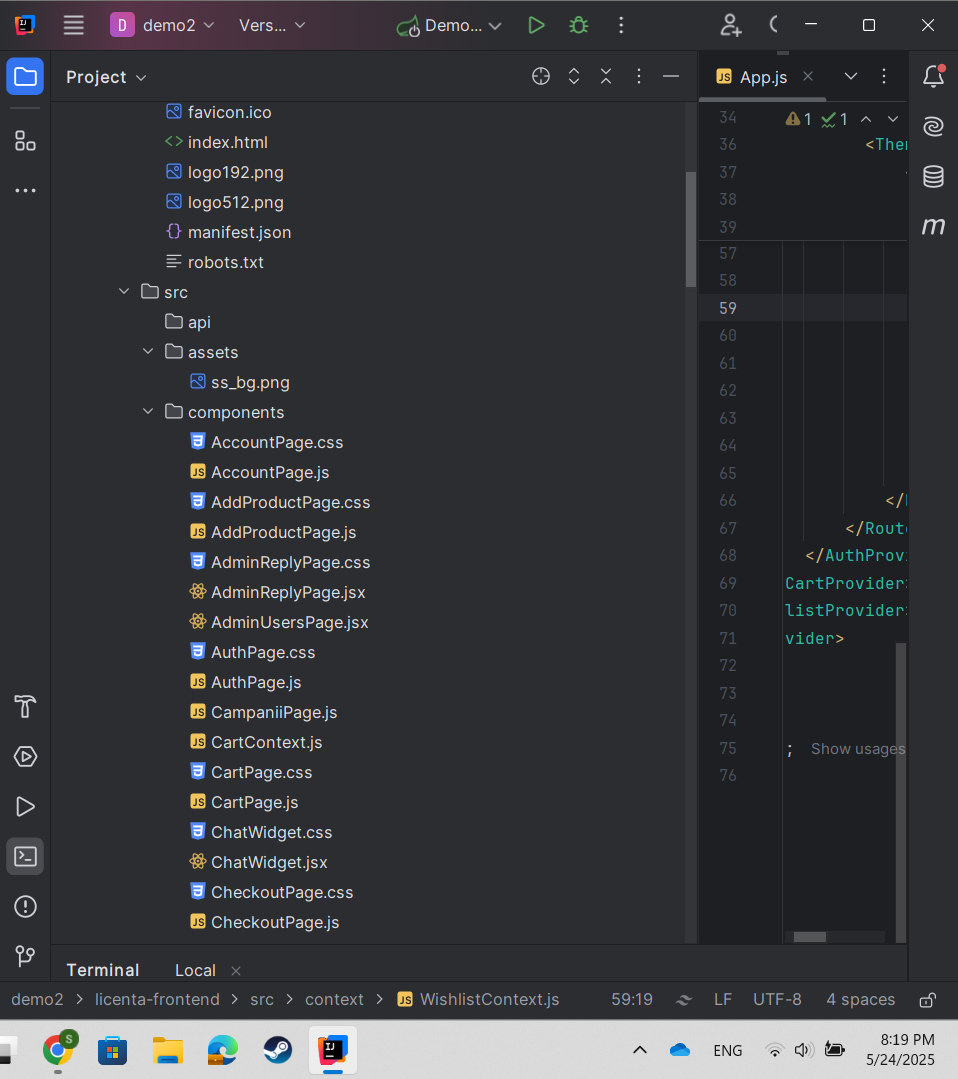 D demo2 Vers... Demo...
Project
App.js
favicon.ico
index.html
logo192.png
logo512.png
manifest.json
robots.txt
src
api
assets
ss_bg.png
components
AccountPage.css
AccountPage.js
AddProductPage.css
AddProductPage.js
AdminReplyPage.css
AdminReplyPage.jsx
AdminUsersPage.jsx
AuthPage.css
AuthPage.js
CampaniiPage.js
CartContext.js
CartPage.css
CartPage.js
ChatWidget.css
ChatWidget.jsx
CheckoutPage.css
CheckoutPage.js
34 1 1
36 <Ther
37
38
39
57
58
59
60
61
62
63
64
65
66 </
67 </Route
68 </AuthProvi
69 CartProvider>
70 listProvider>
71 vider>
72
73
74
75 ; Show usages
76
m
Terminal Local
demo2 > licenta-frontend > src > context > JS WishlistContext.js 59:19 LF UTF-8 4 spaces
S ENG 8:19 PM
5/24/2025